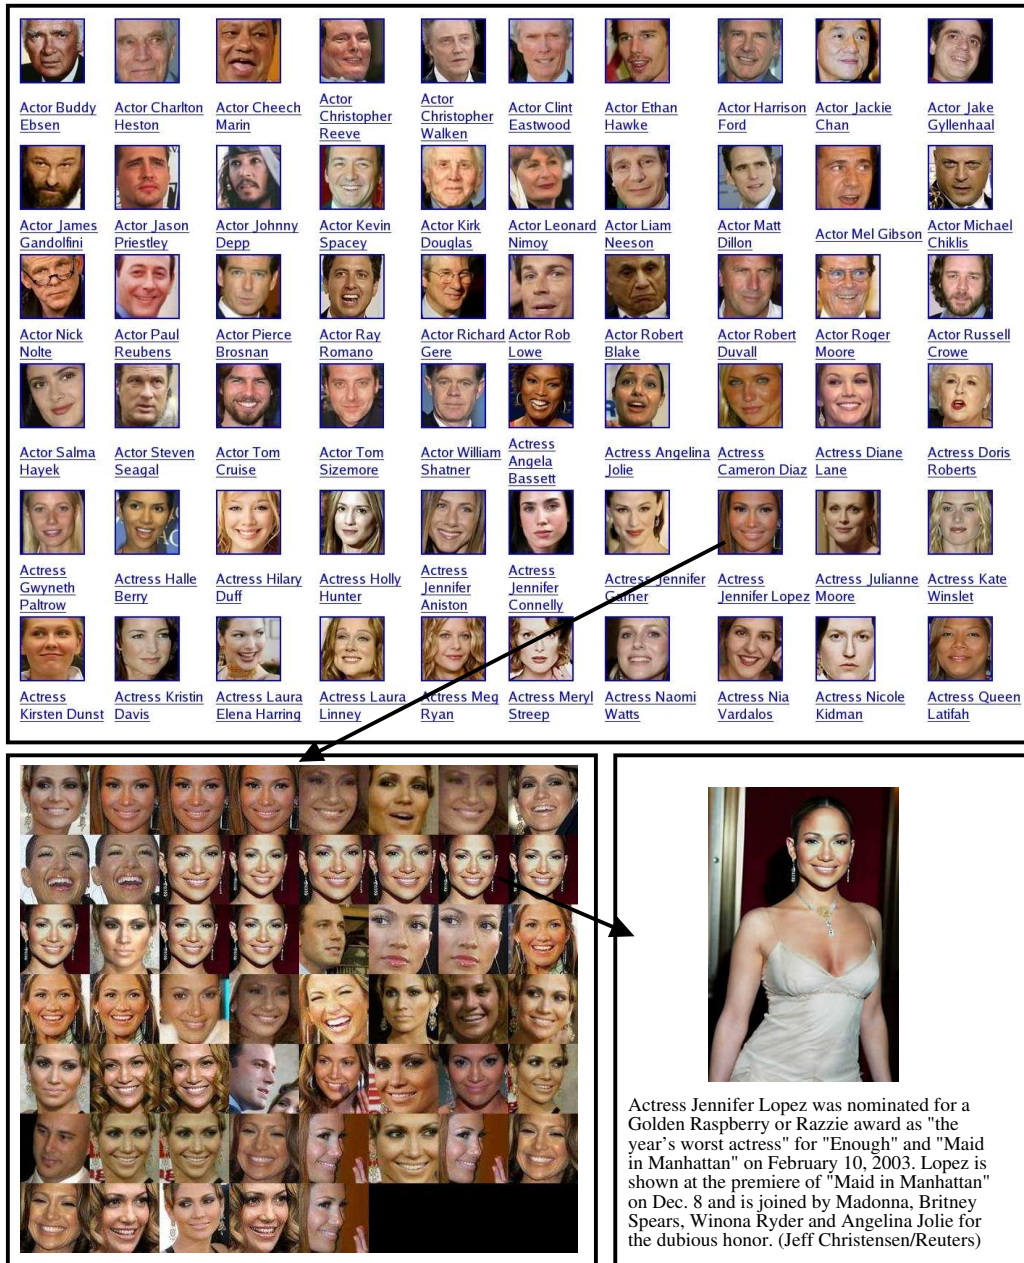 Actor Buddy Ebsen
Actor Charlton Heston
Actor Cheech Marin
Actor Christopher Reeve
Actor Christopher Walken
Actor Clint Eastwood
Actor Ethan Hawke
Actor Harrison Ford
Actor Jackie Chan
Actor Jake Gyllenhaal
Actor James Gandolfini
Actor Jason Priestley
Actor Johnny Depp
Actor Kevin Spacey
Actor Kirk Douglas
Actor Leonard Nimoy
Actor Liam Neeson
Actor Matt Dillon
Actor Mel Gibson
Actor Michael Chiklis
Actor Nick Nolte
Actor Paul Reubens
Actor Pierce Brosnan
Actor Ray Romano
Actor Richard Gere
Actor Rob Lowe
Actor Robert Blake
Actor Robert Duvall
Actor Roger Moore
Actor Russell Crowe
Actor Salma Hayek
Actor Steven Seagal
Actor Tom Cruise
Actor Tom Sizemore
Actor William Shatner
Actress Angela Bassett
Actress Angelina Jolie
Actress Cameron Diaz
Actress Diane Lane
Actress Doris Roberts
Actress Gwyneth Paltrow
Actress Halle Berry
Actress Hilary Duff
Actress Holly Hunter
Actress Jennifer Aniston
Actress Jennifer Connelly
Actress Jennifer Garner
Actress Jennifer Lopez
Actress Julianne Moore
Actress Kate Winslet
Actress Kirsten Dunst
Actress Kristin Davis
Actress Laura Elena Harring
Actress Laura Linney
Actress Meg Ryan
Actress Meryl Streep
Actress Naomi Watts
Actress Nia Vardalos
Actress Nicole Kidman
Actress Queen Latifah
Actress Jennifer Lopez was nominated for a
Golden Raspberry or Razzie award as "the
year's worst actress" for "Enough" and "Maid
in Manhattan" on February 10, 2003. Lopez is
shown at the premiere of "Maid in Manhattan"
on Dec. 8 and is joined by Madonna, Britney
Spears, Winona Ryder and Angelina Jolie for
the dubious honor. (Jeff Christensen/Reuters)